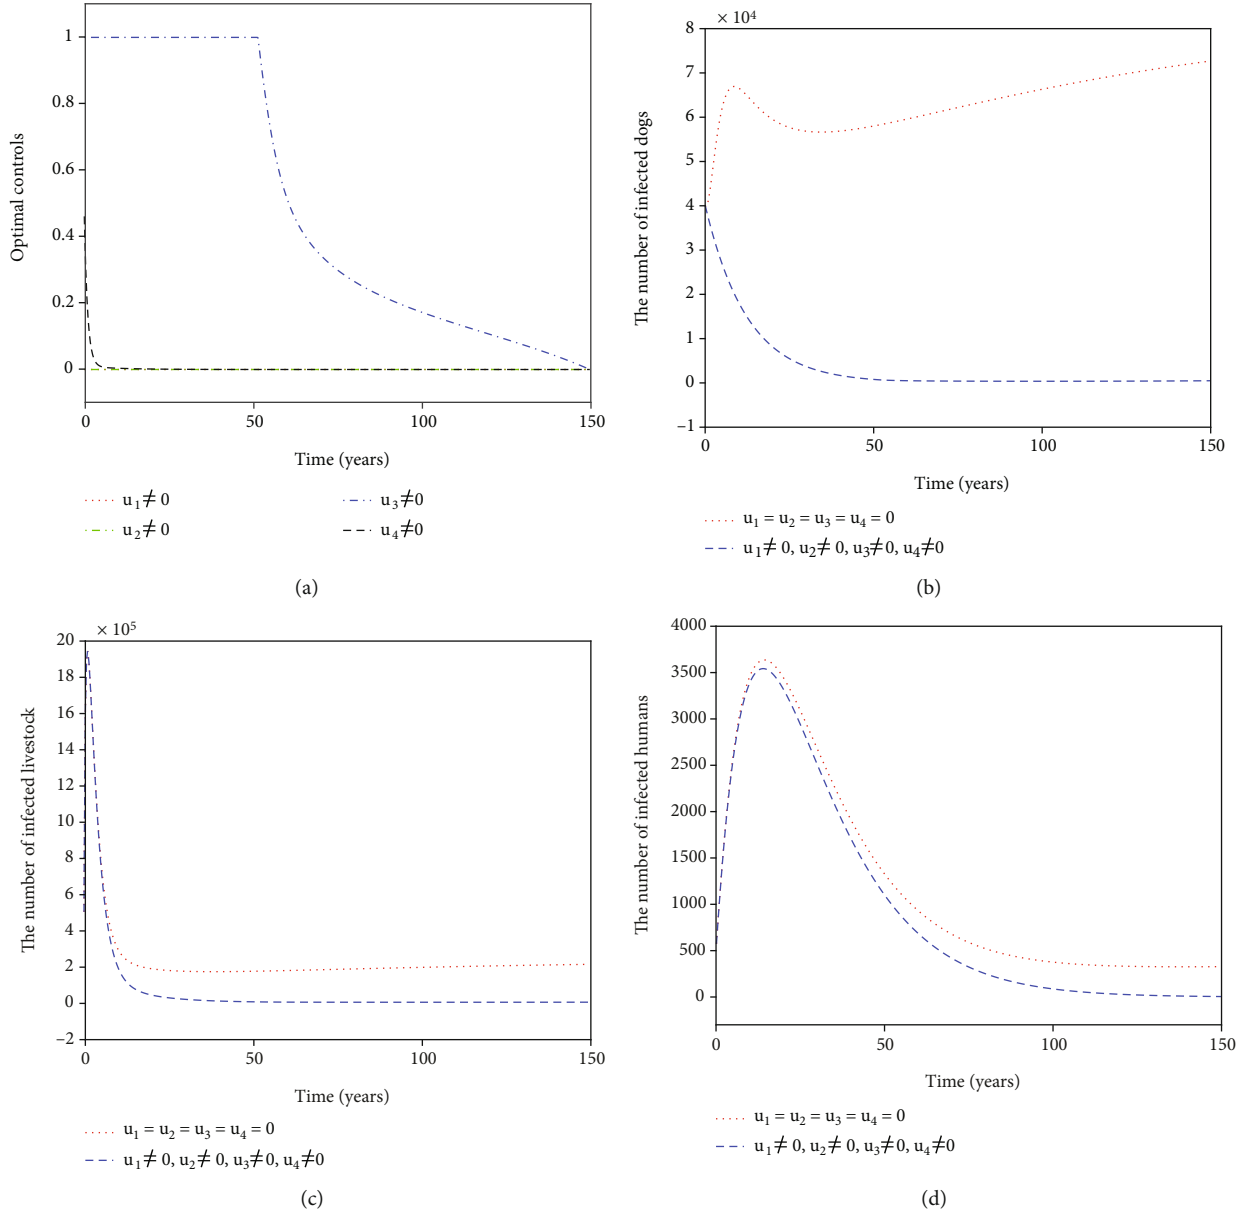 1
0.8
0.6
0.4
0.2
0
Optimal controls
0 50 100 150
Time (years)
u1≠0 u3≠0
u2≠0 u4≠0
(a)
× 10⁴
8
7
6
5
4
3
2
1
0
−1
The number of infected dogs
0 50 100 150
Time (years)
u1 = u2 = u3 = u4 = 0
u1≠0, u2≠0, u3≠0, u4≠0
(b)
× 10⁵
20
18
16
14
12
10
8
6
4
2
0
−2
The number of infected livestock
0 50 100 150
Time (years)
u1 = u2 = u3 = u4 = 0
u1≠0, u2≠0, u3≠0, u4≠0
(c)
4000
3500
3000
2500
2000
1500
1000
500
0
The number of infected humans
0 50 100 150
Time (years)
u1 = u2 = u3 = u4 = 0
u1≠0, u2≠0, u3≠0, u4≠0
(d)